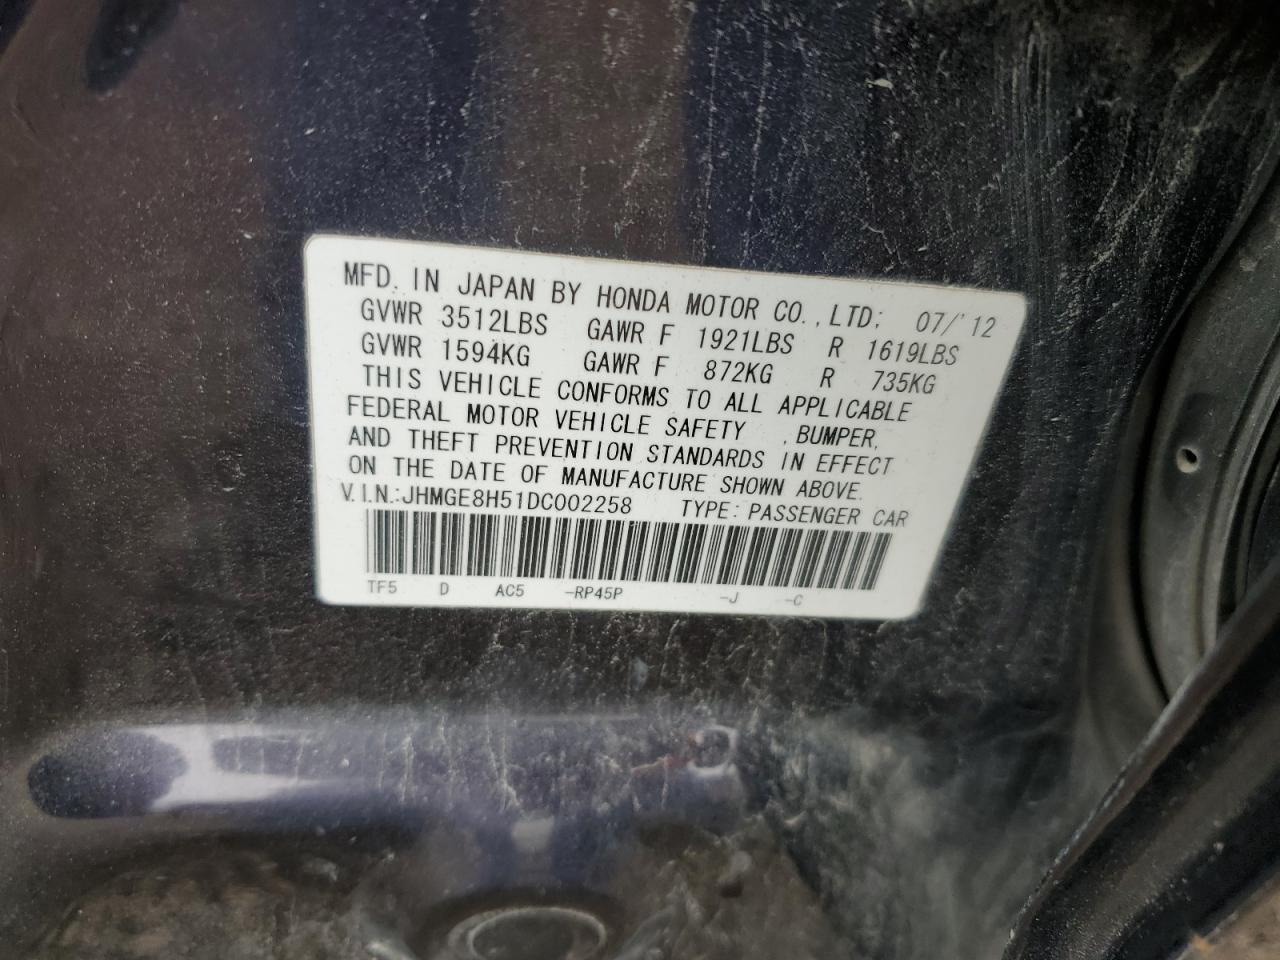 MFD. IN JAPAN BY HONDA MOTOR CO.,LTD; 07/'12
GVWR 3512LBS GAWR F 1921LBS R 1619LBS
GVWR 1594KG GAWR F 872KG R 735KG
THIS VEHICLE CONFORMS TO ALL APPLICABLE
FEDERAL MOTOR VEHICLE SAFETY ,BUMPER,
AND THEFT PREVENTION STANDARDS IN EFFECT
ON THE DATE OF MANUFACTURE SHOWN ABOVE.
V.I.N.:JHMGE8H51DC002258 TYPE:PASSENGER CAR
TF5 D AC5 -RP45P -J -C